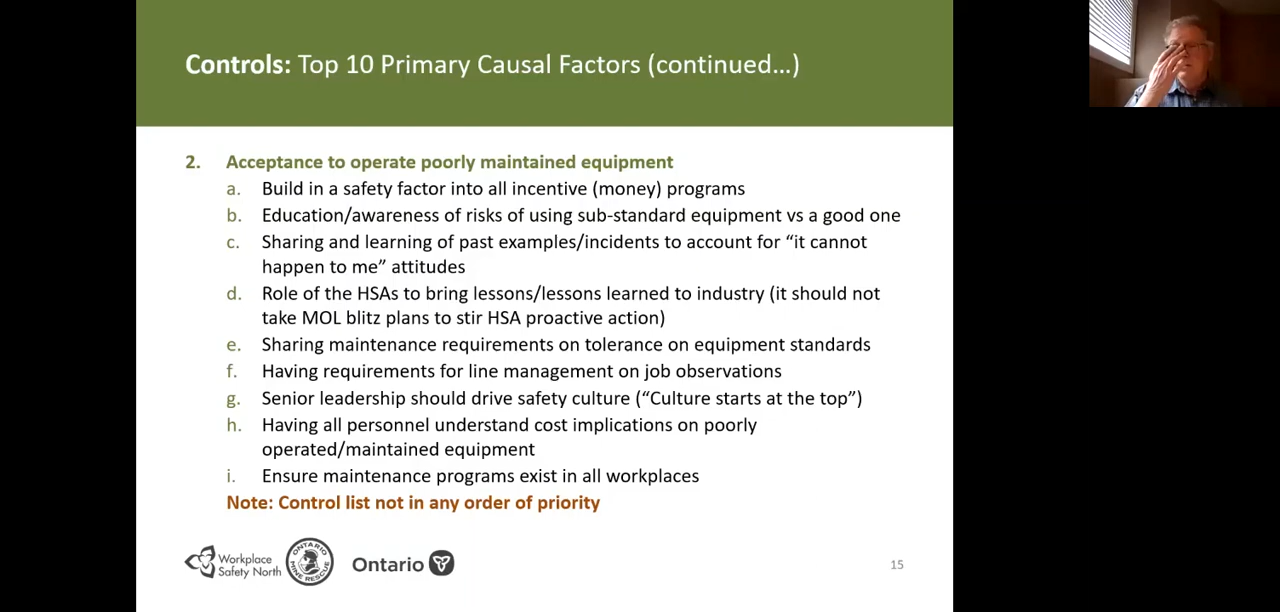 Controls: Top 10 Primary Causal Factors (continued...)
2. Acceptance to operate poorly maintained equipment
a. Build in a safety factor into all incentive (money) programs
b. Education/awareness of risks of using sub-standard equipment vs a good one
c. Sharing and learning of past examples/incidents to account for “it cannot
happen to me” attitudes
d. Role of the HSAs to bring lessons/lessons learned to industry (it should not
take MOL blitz plans to stir HSA proactive action)
e. Sharing maintenance requirements on tolerance on equipment standards
f. Having requirements for line management on job observations
g. Senior leadership should drive safety culture (“Culture starts at the top”)
h. Having all personnel understand cost implications on poorly
operated/maintained equipment
i. Ensure maintenance programs exist in all workplaces
Note: Control list not in any order of priority
Workplace
Safety North
ONTARIO
MINE RESCUE
Ontario
15